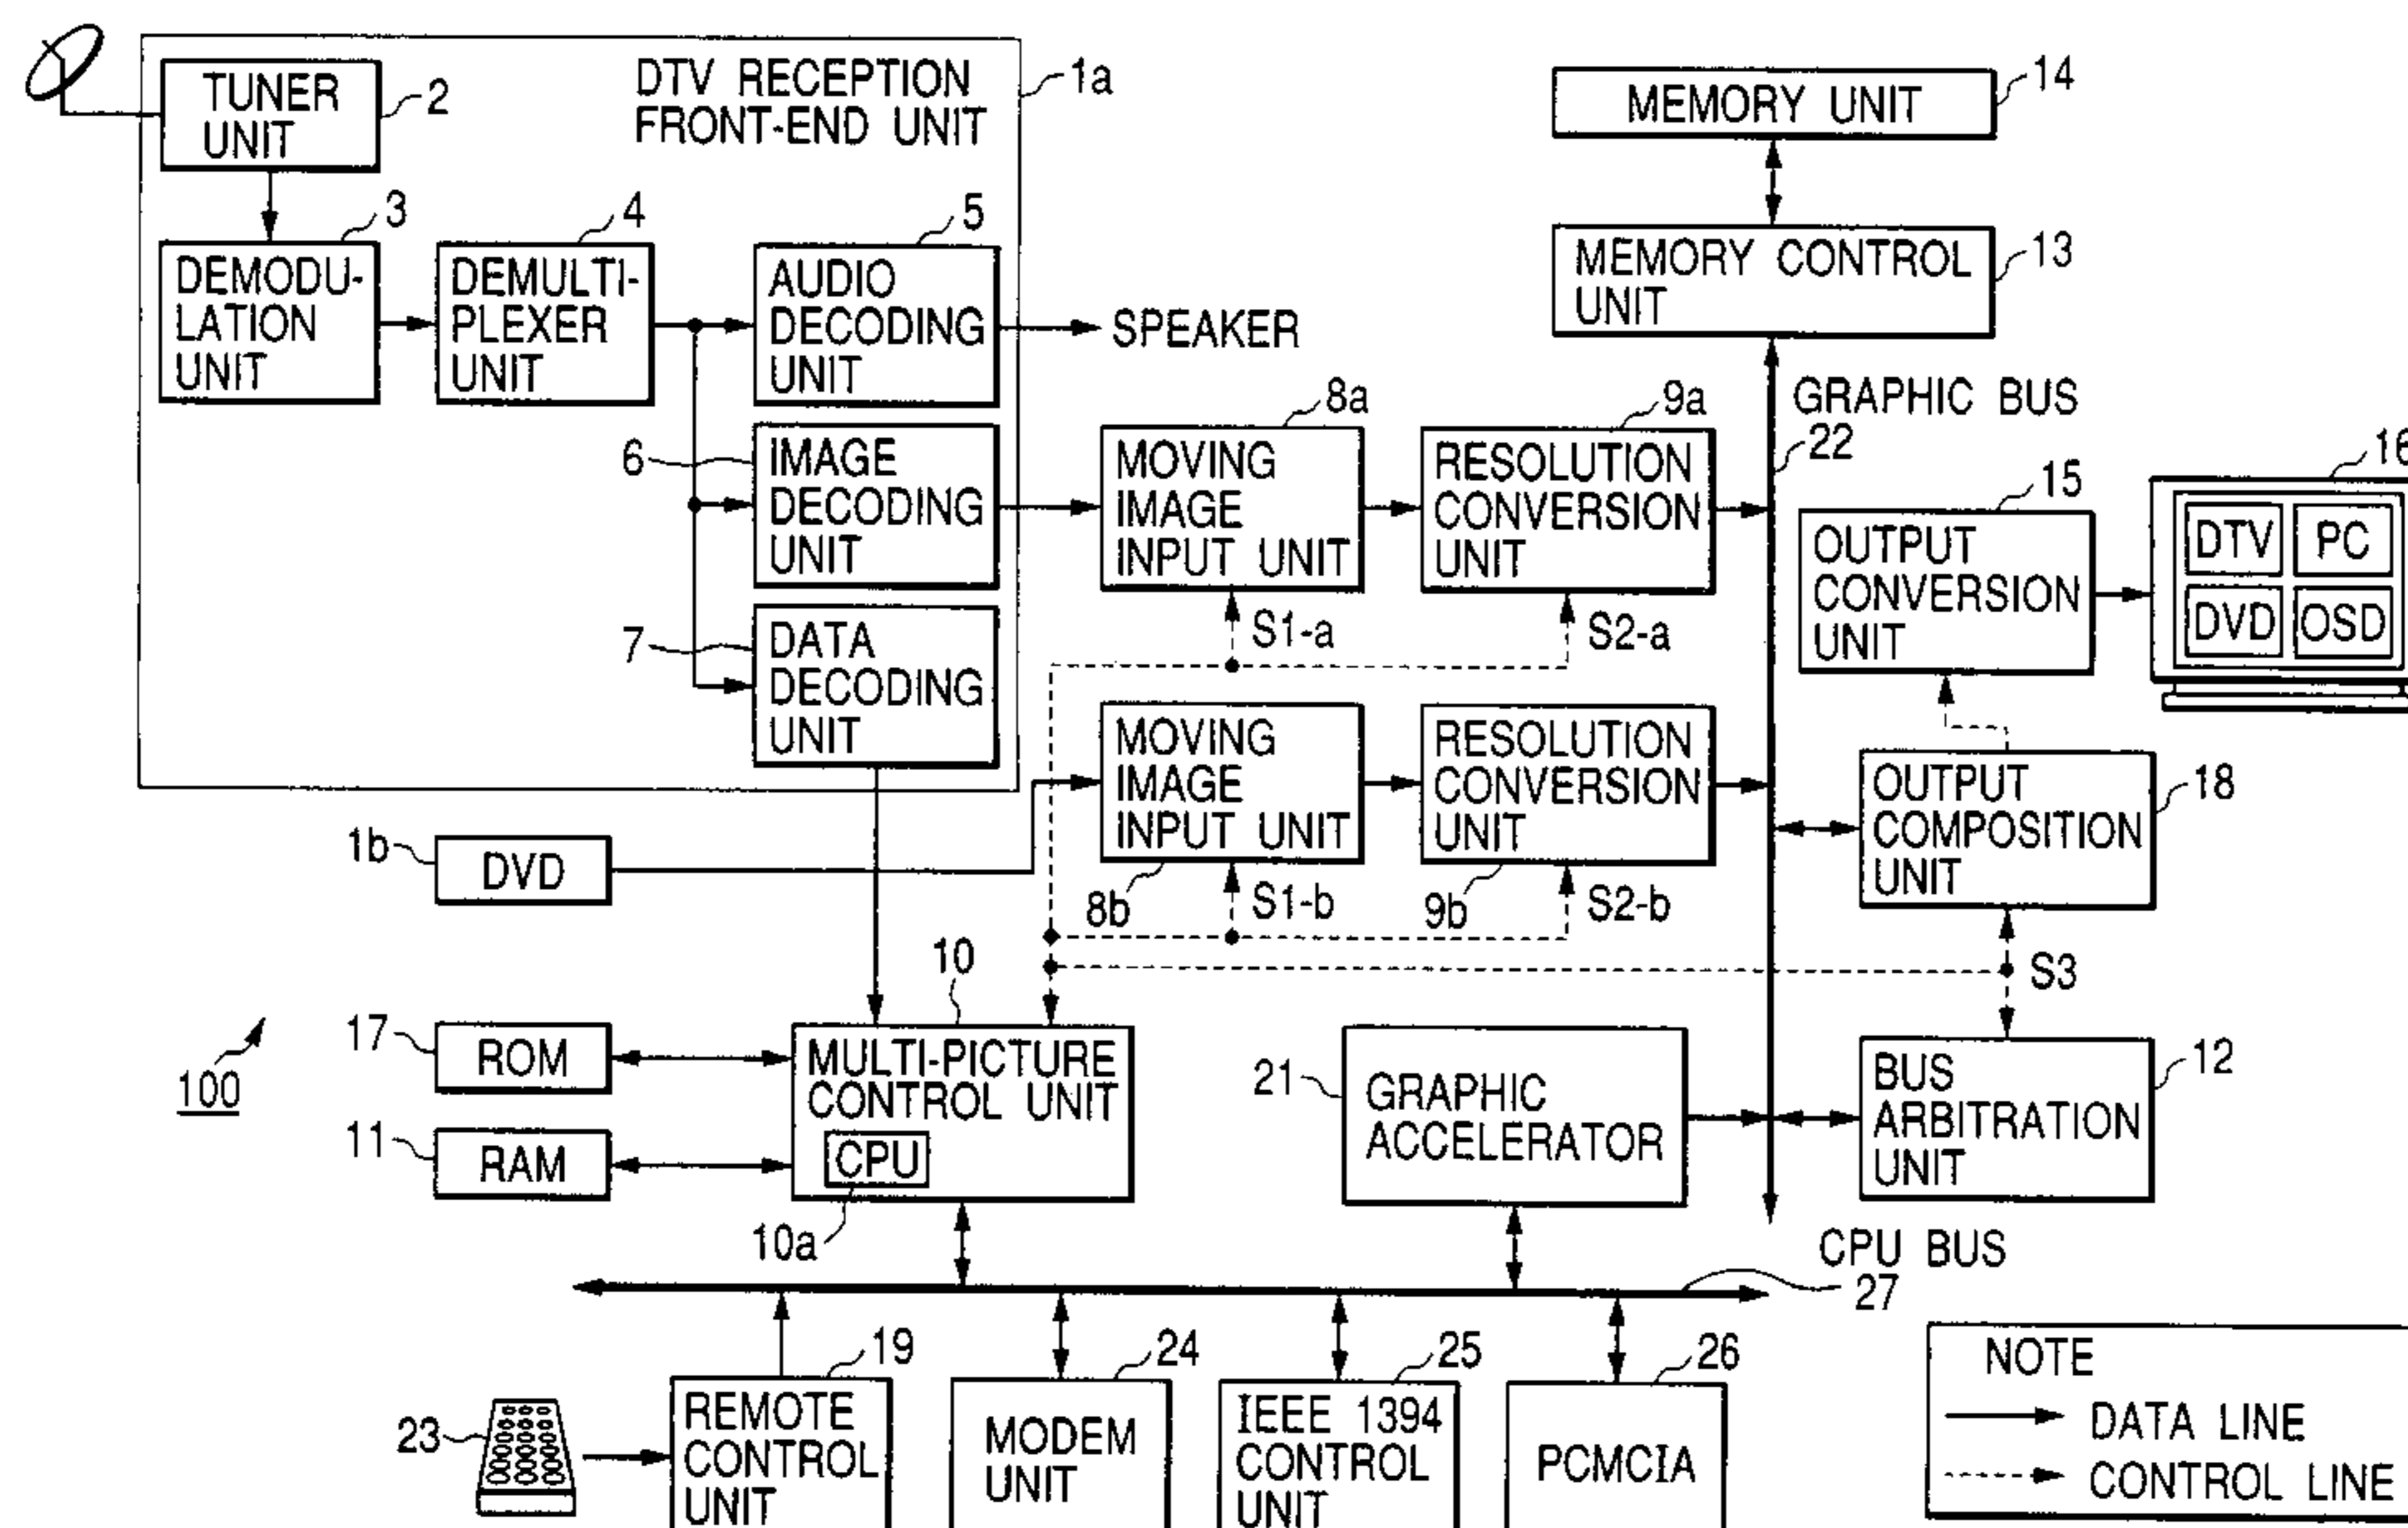 TUNER
UNIT
2
DTV RECEPTION
FRONT-END UNIT
1a
3
DEMODU-
LATION
UNIT
4
DEMULTI-
PLEXER
UNIT
5
AUDIO
DECODING
UNIT
SPEAKER
6
IMAGE
DECODING
UNIT
7
DATA
DECODING
UNIT
8a
MOVING
IMAGE
INPUT UNIT
S1-a
9a
RESOLUTION
CONVERSION
UNIT
S2-a
MEMORY UNIT
14
MEMORY CONTROL
UNIT
13
GRAPHIC BUS
22
15
OUTPUT
CONVERSION
UNIT
16
DTV
PC
DVD
OSD
1b
DVD
MOVING
IMAGE
INPUT UNIT
8b
S1-b
RESOLUTION
CONVERSION
UNIT
9b
S2-b
OUTPUT
COMPOSITION
UNIT
18
S3
100
17
ROM
11
RAM
10
MULTI-PICTURE
CONTROL UNIT
CPU
10a
21
GRAPHIC
ACCELERATOR
BUS
ARBITRATION
UNIT
12
CPU BUS
27
23
19
REMOTE
CONTROL
UNIT
24
MODEM
UNIT
25
IEEE 1394
CONTROL
UNIT
26
PCMCIA
NOTE
DATA LINE
CONTROL LINE